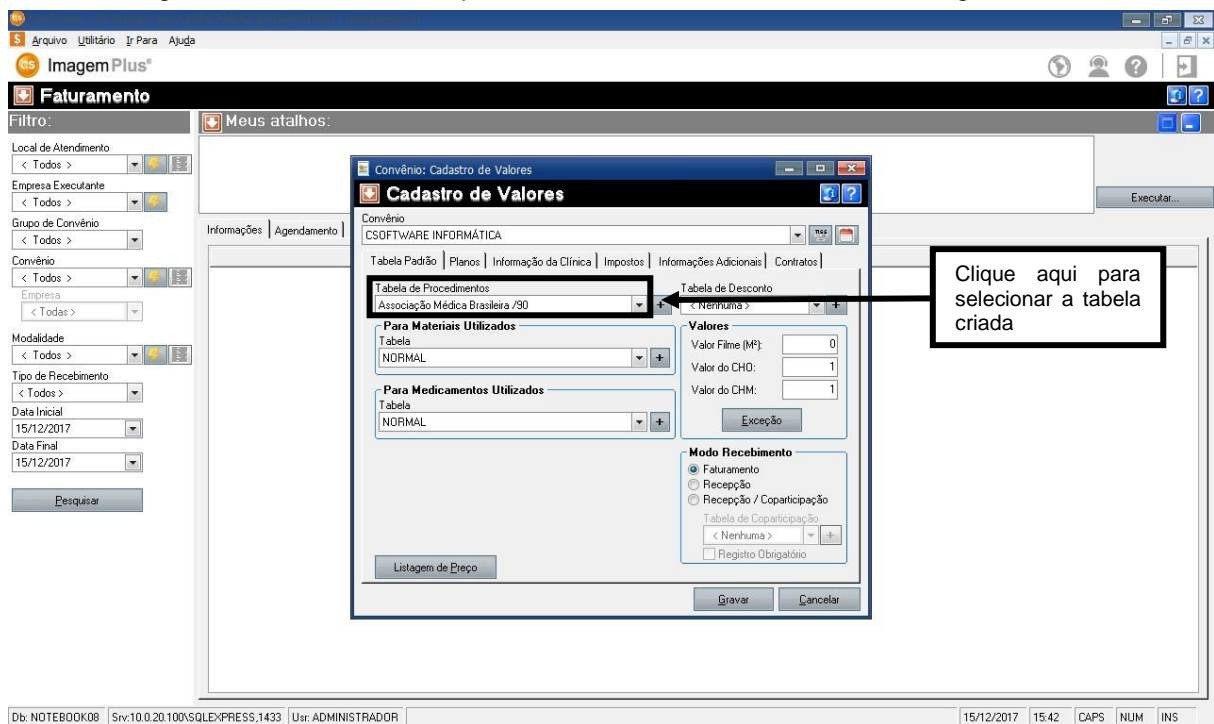 Arquivo Utilitário Ir Para Ajuda
CS ImagemPlus®
Faturamento
Filtro:
Meus atalhos:
Local de Atendimento
< Todos >
Empresa Executante
< Todos >
Grupo de Convênio
< Todos >
Convênio
< Todos >
Empresa
< Todas >
Modalidade
< Todos >
Tipo de Recebimento
< Todos >
Data Inicial
15/12/2017
Data Final
15/12/2017
Pesquisar
Executar...
Informações Agendamento
Convênio: Cadastro de Valores
Cadastro de Valores
Convênio
CSOFTWARE INFORMÁTICA
Tabela Padrão Planos Informação da Clínica Impostos Informações Adicionais Contratos
Tabela de Procedimentos
Associação Médica Brasileira /90
+
Tabela de Desconto
< Nenhuma >
+
Para Materiais Utilizados
Tabela
NORMAL
+
Para Medicamentos Utilizados
Tabela
NORMAL
+
Valores
Valor Filme (M²): 0
Valor do CHO: 1
Valor do CHM: 1
Exceção
Modo Recebimento
Faturamento
Recepção
Recepção / Coparticipação
Tabela de Coparticipação
< Nenhuma >
+
Registro Obrigatório
Listagem de Preço
Gravar Cancelar
Clique aqui para
selecionar a tabela
criada
Db: NOTEBOOK08 Srv:10.0.20.100\SQLEXPRESS,1433 Usr: ADMINISTRADOR 15/12/2017 15:42 CAPS NUM INS